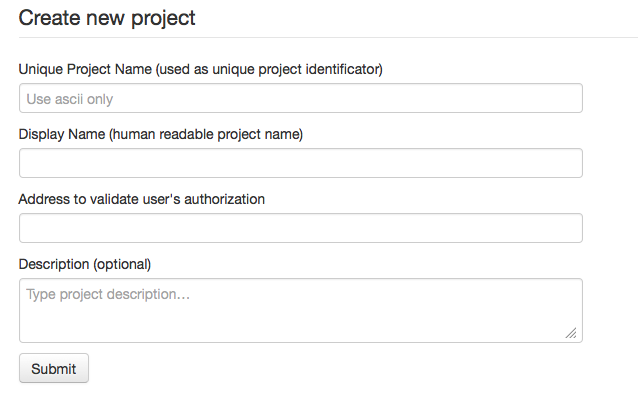 Create new project
Unique Project Name (used as unique project identificator)
Use ascii only
Display Name (human readable project name)
Address to validate user's authorization
Description (optional)
Type project description...
Submit